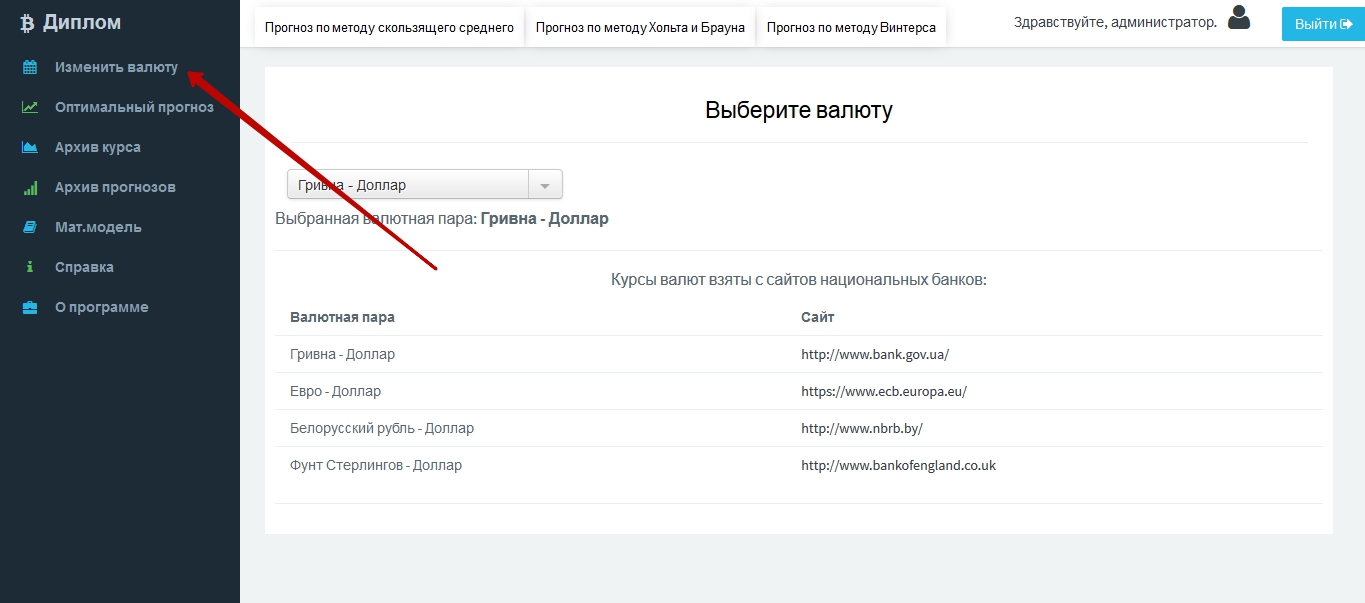 Диплом
Прогноз по методу скользящего среднего
Прогноз по методу Хольта и Брауна
Прогноз по методу Винтерса
Здравствуйте, администратор.
Выйти
Изменить валюту
Оптимальный прогноз
Архив курса
Архив прогнозов
Мат.модель
Справка
О программе
Выберите валюту
Гривна - Доллар
Выбранная валютная пара: Гривна - Доллар
Курсы валют взяты с сайтов национальных банков:
Валютная пара Сайт
Гривна - Доллар http://www.bank.gov.ua/
Евро - Доллар https://www.ecb.europa.eu/
Белорусский рубль - Доллар http://www.nbrb.by/
Фунт Стерлингов - Доллар http://www.bankofengland.co.uk